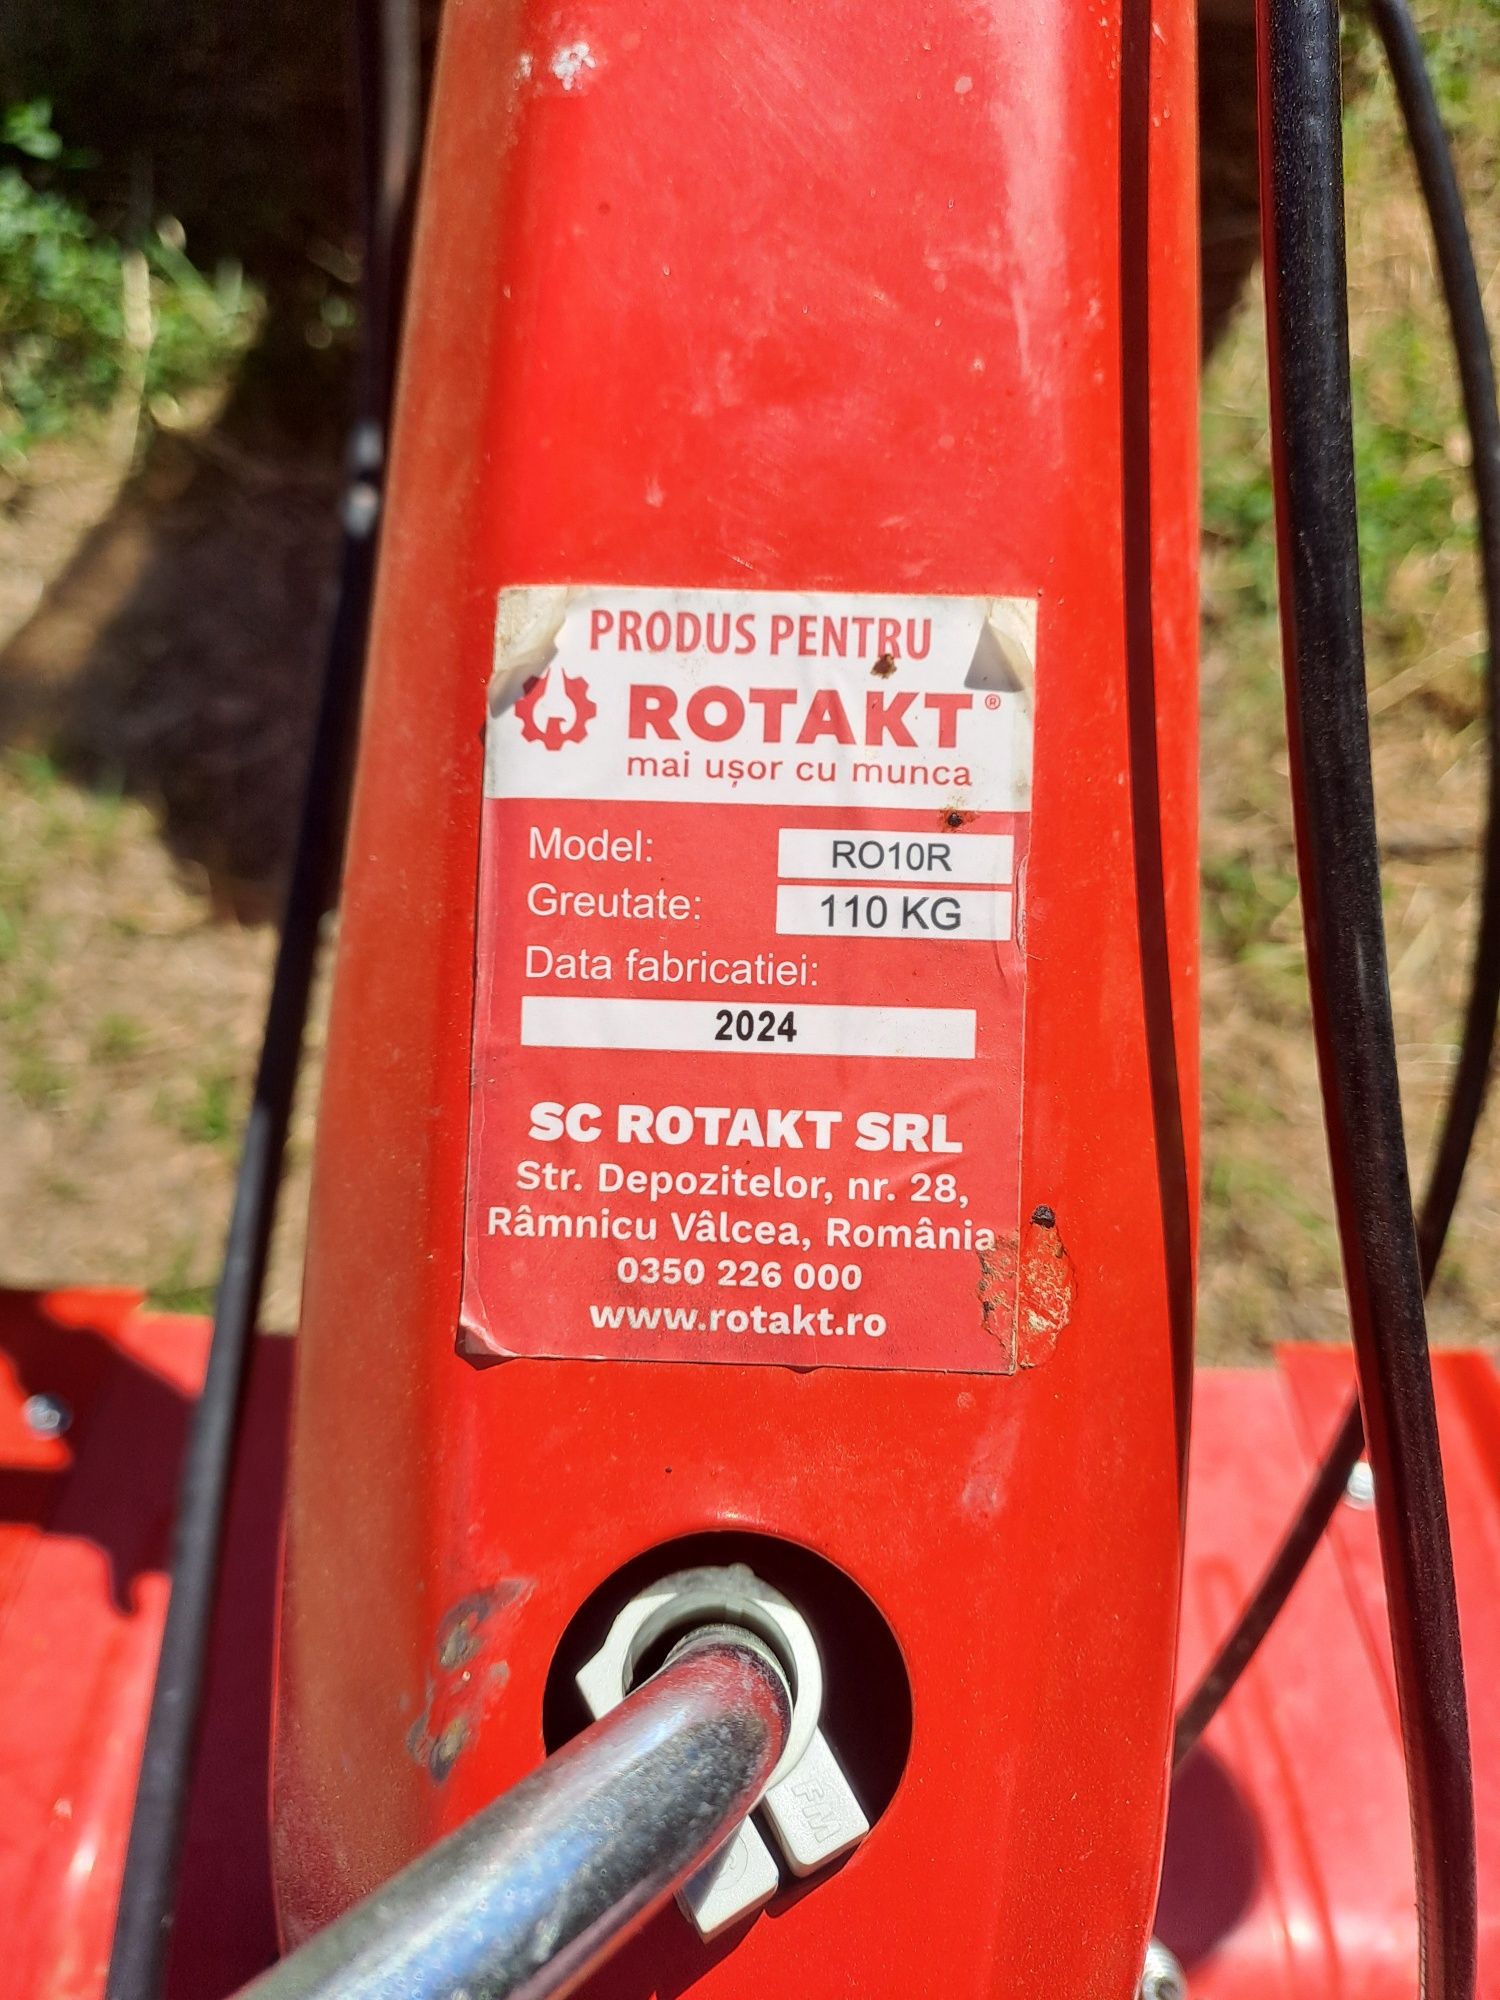 PRODUS PENTRU
ROTAKT®
mai ușor cu munca
Model: RO10R
Greutate: 110 KG
Data fabricatiei:
2024
SC ROTAKT SRL
Str. Depozitelor, nr. 28,
Râmnicu Vâlcea, România
0350 226 000
www.rotakt.ro
FM